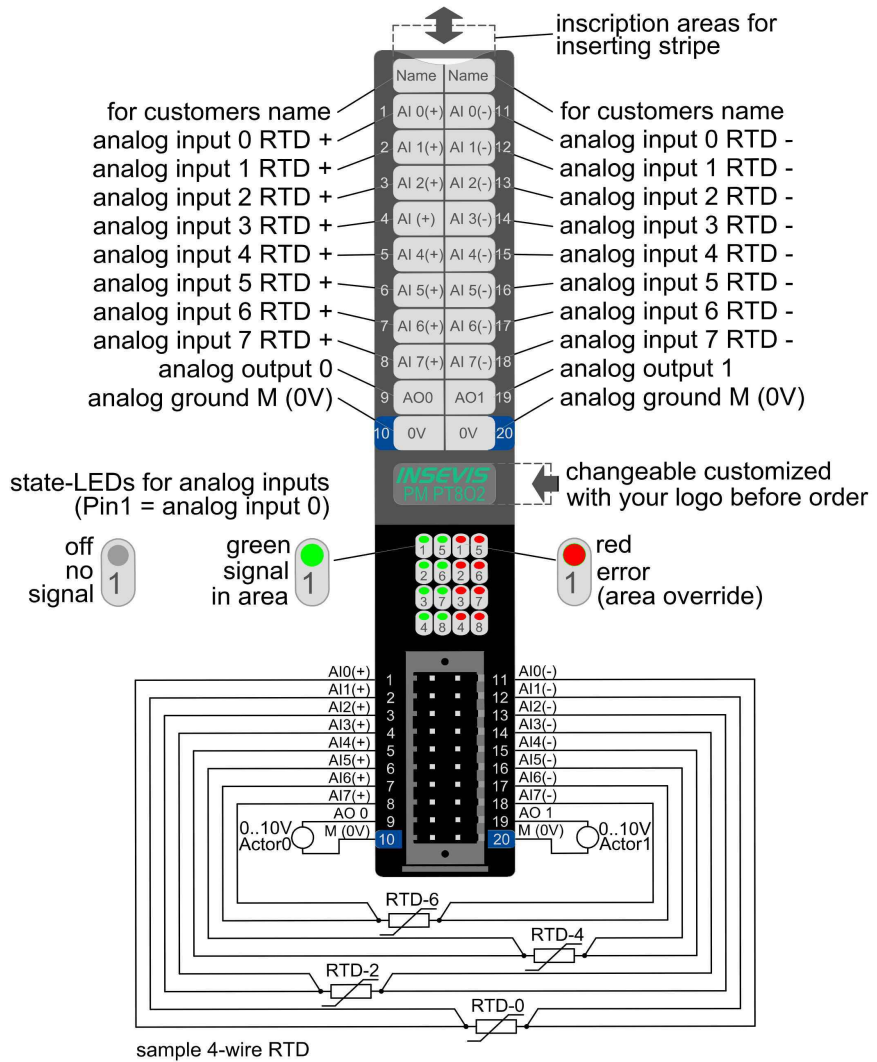 inscription areas for
inserting stripe
Name Name
for customers name
for customers name
1 AI 0(+) AI 0(-) 11
analog input 0 RTD +
analog input 0 RTD -
2 AI 1(+) AI 1(-) 12
analog input 1 RTD +
analog input 1 RTD -
3 AI 2(+) AI 2(-) 13
analog input 2 RTD +
analog input 2 RTD -
4 AI (+) AI 3(-) 14
analog input 3 RTD +
analog input 3 RTD -
5 AI 4(+) AI 4(-) 15
analog input 4 RTD +
analog input 4 RTD -
6 AI 5(+) AI 5(-) 16
analog input 5 RTD +
analog input 5 RTD -
7 AI 6(+) AI 6(-) 17
analog input 6 RTD +
analog input 6 RTD -
8 AI 7(+) AI 7(-) 18
analog input 7 RTD +
analog input 7 RTD -
analog output 0
analog output 1
9 AO0 AO1 19
analog ground M (0V)
analog ground M (0V)
10 0V 0V 20
INSEVIS
PM PT802
changeable customized
with your logo before order
state-LEDs for analog inputs
(Pin1 = analog input 0)
off
no
signal
1
green
signal
in area
1
1 5 1 5
2 6 2 6
3 7 3 7
4 8 4 8
1
red
error
(area override)
AI0(+) 1 11 AI0(-)
AI1(+) 2 12 AI1(-)
AI2(+) 3 13 AI2(-)
AI3(+) 4 14 AI3(-)
AI4(+) 5 15 AI4(-)
AI5(+) 6 16 AI5(-)
AI6(+) 7 17 AI6(-)
AI7(+) 8 18 AI7(-)
AO 0 9 19 AO 1
M (0V) 10 20 M (0V)
0..10V
Actor0
0..10V
Actor1
RTD-6
RTD-4
RTD-2
RTD-0
sample 4-wire RTD